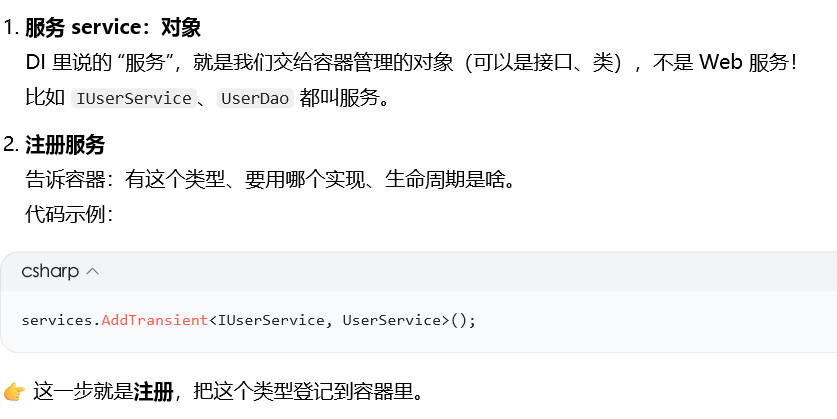 1. 服务 service：对象
DI 里说的 “服务”，就是我们交给容器管理的对象（可以是接口、类），不是 Web 服务！
比如 IUserService、UserDao 都叫服务。
2. 注册服务
告诉容器：有这个类型、要用哪个实现、生命周期是啥。
代码示例：
csharp
services.AddTransient<IUserService, UserService>();
👉 这一步就是注册，把这个类型登记到容器里。